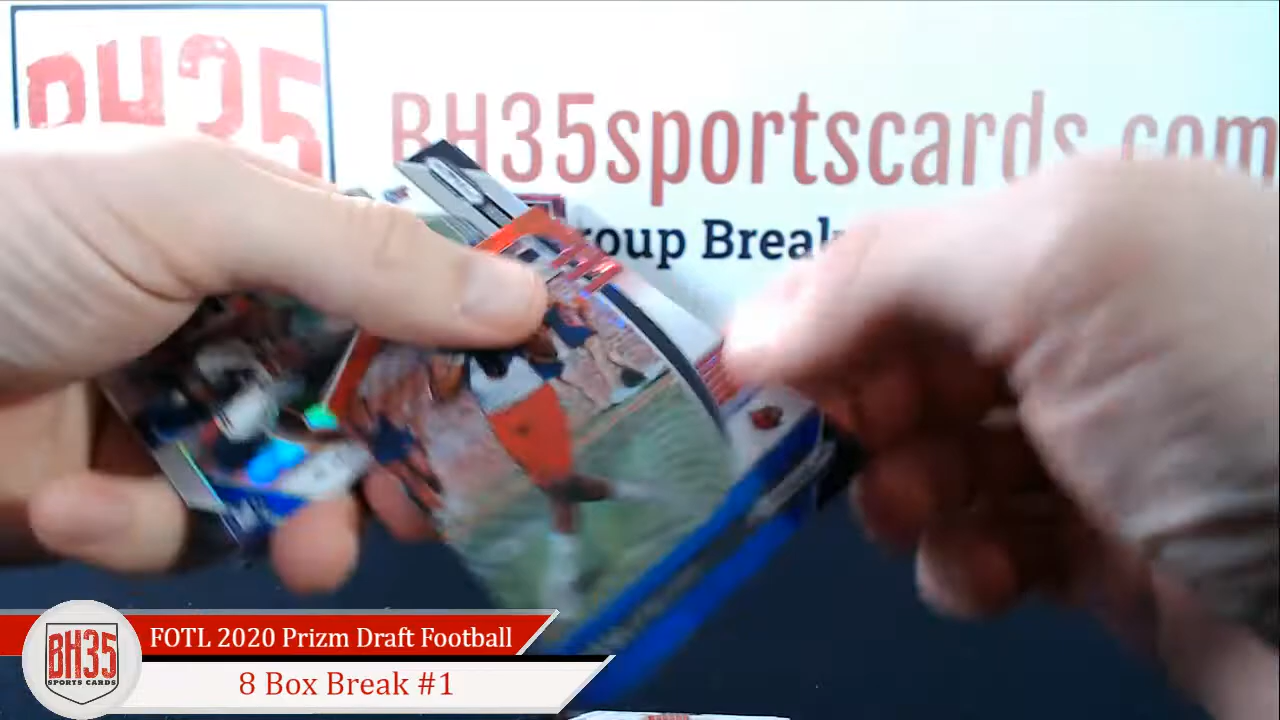 BH35
BH35sportscards.com
roup Break
BH35
SPORTS CARDS
FOTL 2020 Prizm Draft Football
8 Box Break #1